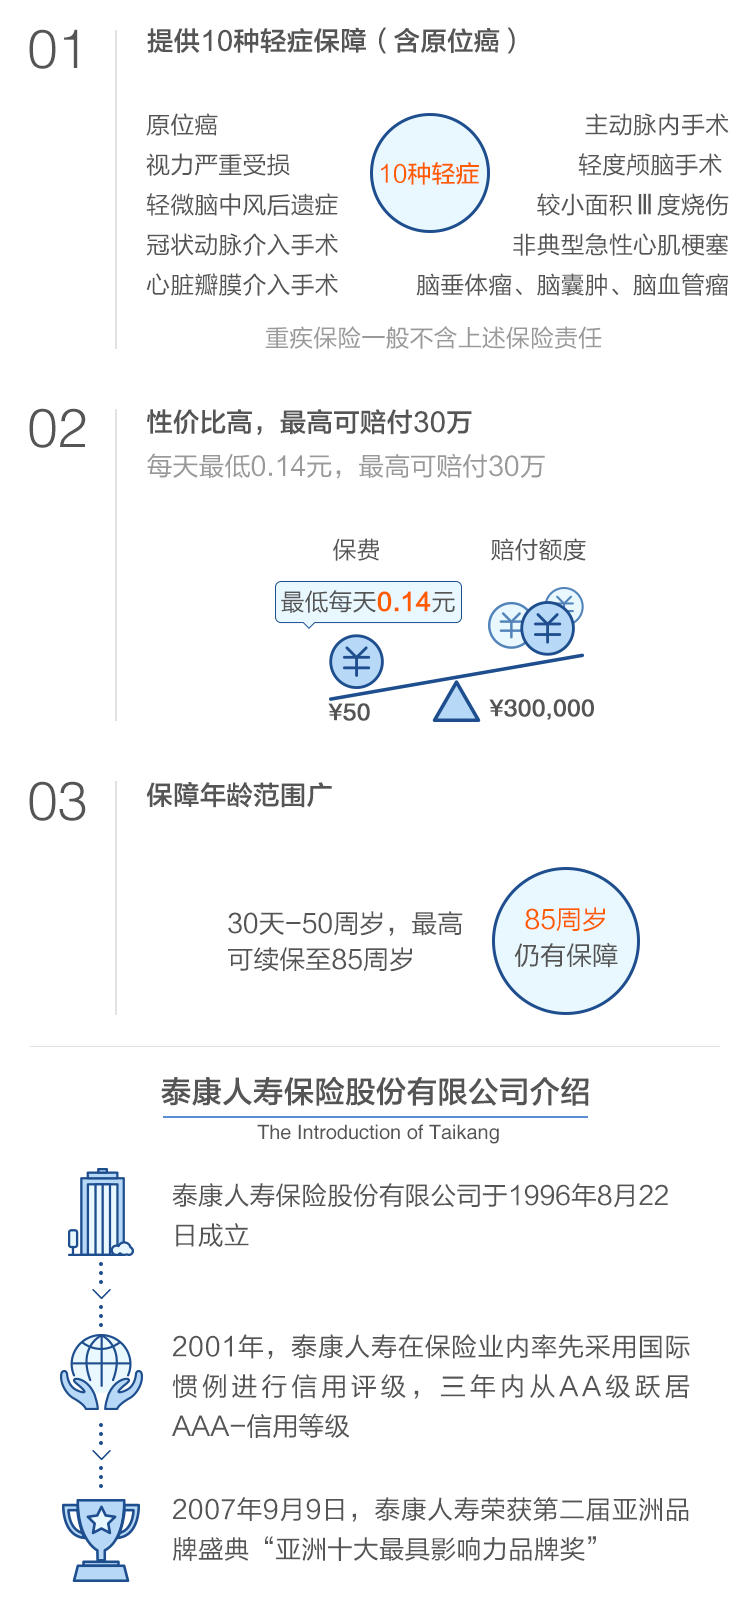 01
提供10种轻症保障（含原位癌）
原位癌
视力严重受损
轻微脑中风后遗症
冠状动脉介入手术
心脏瓣膜介入手术
10种轻症
主动脉内手术
轻度颅脑手术
较小面积Ⅲ度烧伤
非典型急性心肌梗塞
脑垂体瘤、脑囊肿、脑血管瘤
重疾保险一般不含上述保险责任
02
性价比高，最高可赔付30万
每天最低0.14元，最高可赔付30万
保费
赔付额度
最低每天0.14元
¥
¥
¥
¥
¥50
¥300,000
03
保障年龄范围广
30天-50周岁，最高
可续保至85周岁
85周岁
仍有保障
泰康人寿保险股份有限公司介绍
The Introduction of Taikang
泰康人寿保险股份有限公司于1996年8月22
日成立
2001年，泰康人寿在保险业内率先采用国际
惯例进行信用评级，三年内从AA级跃居
AAA-信用等级
2007年9月9日，泰康人寿荣获第二届亚洲品
牌盛典“亚洲十大最具影响力品牌奖”